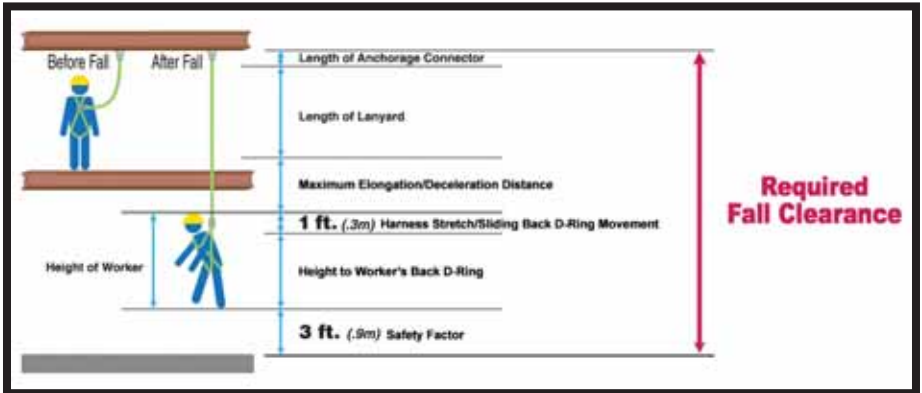 Before Fall
After Fall
Length of Anchorage Connector
Length of Lanyard
Maximum Elongation/Deceleration Distance
1 ft. (.3m) Harness Stretch/Sliding Back D-Ring Movement
Height of Worker
Height to Worker's Back D-Ring
3 ft. (.9m) Safety Factor
Required
Fall Clearance